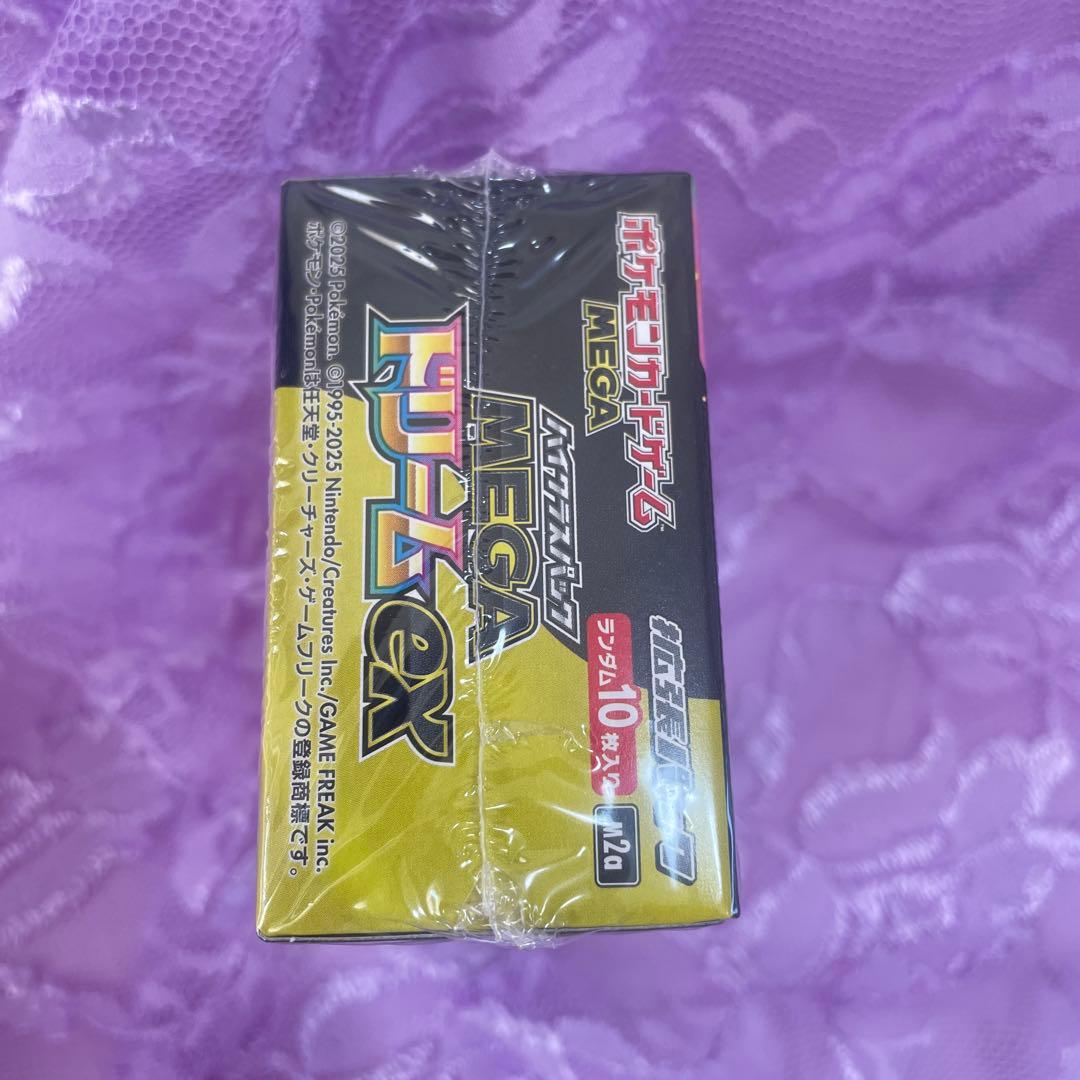 ポケモンカードゲーム™
MEGA
拡張パック
ハイクラスパック
MEGA
ドリームex
ランダム10枚入り
M2a
©2025 Pokémon. ©1995-2025 Nintendo/Creatures Inc./GAME FREAK inc.
ポケモン・Pokémonは任天堂・クリーチャーズ・ゲームフリークの登録商標です。